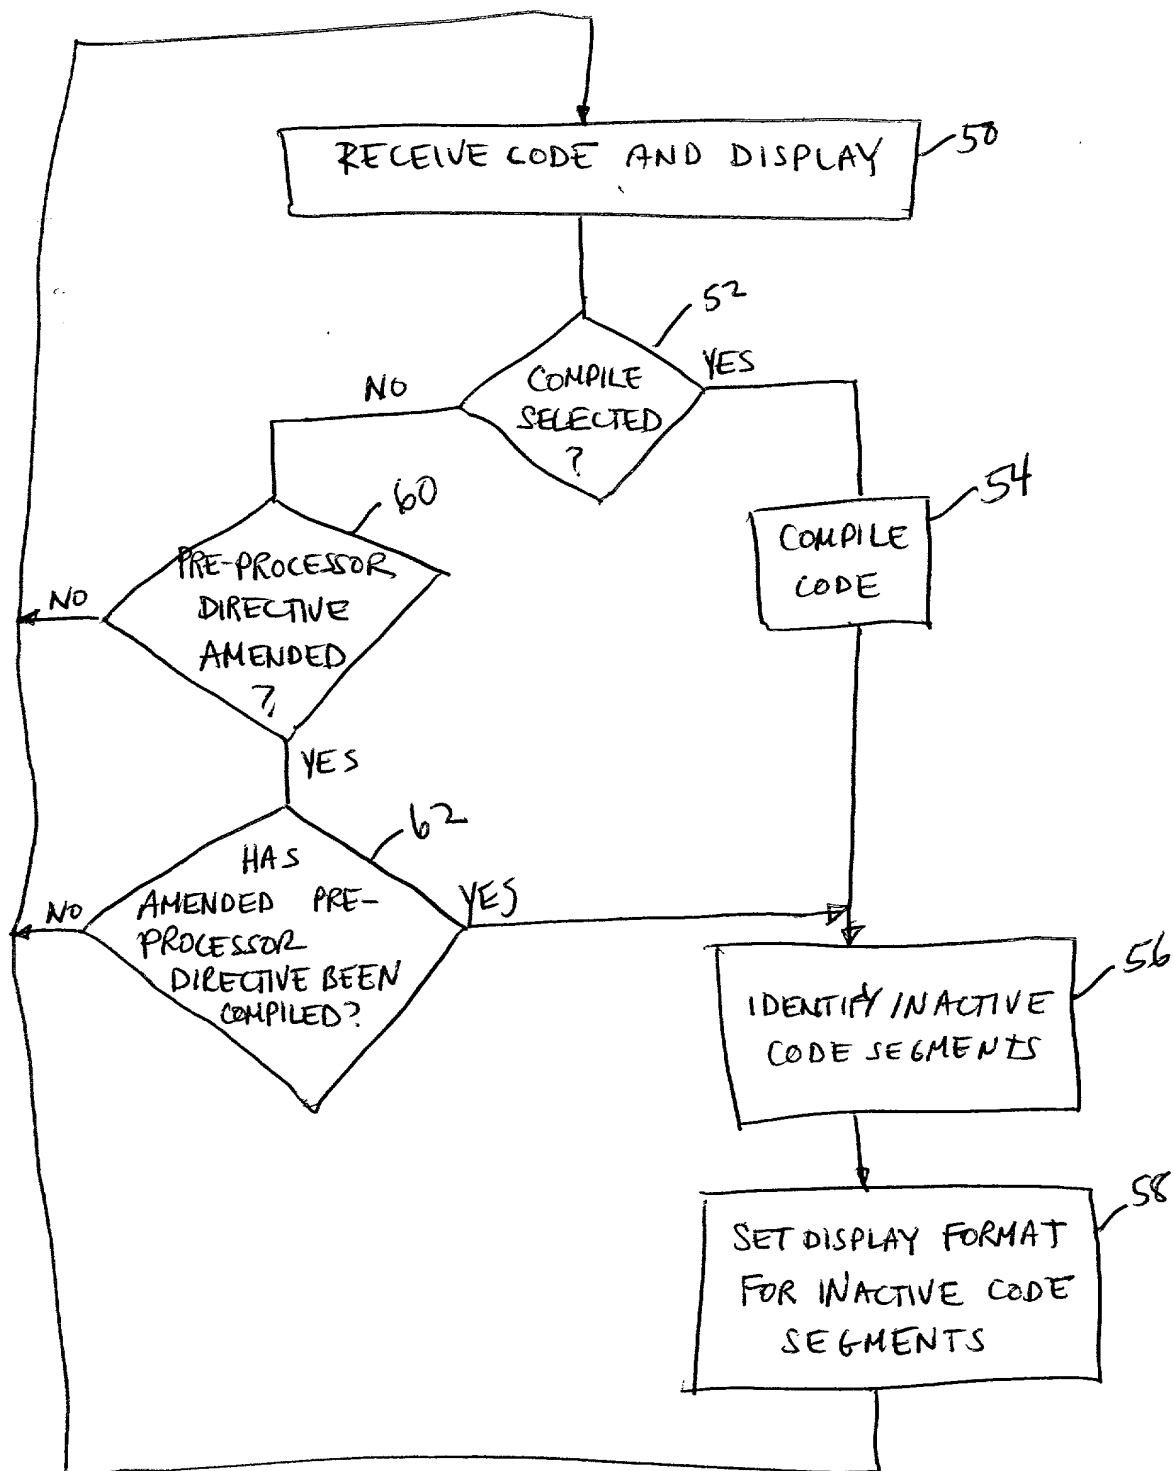 RECEIVE CODE AND DISPLAY
50
52
COMPILE
SELECTED
?
YES
NO
54
COMPILE
CODE
60
PRE-PROCESSOR
DIRECTIVE
AMENDED
?
NO
YES
62
HAS
AMENDED PRE-
PROCESSOR
DIRECTIVE BEEN
COMPILED?
NO
YES
56
IDENTIFY INACTIVE
CODE SEGMENTS
58
SET DISPLAY FORMAT
FOR INACTIVE CODE
SEGMENTS